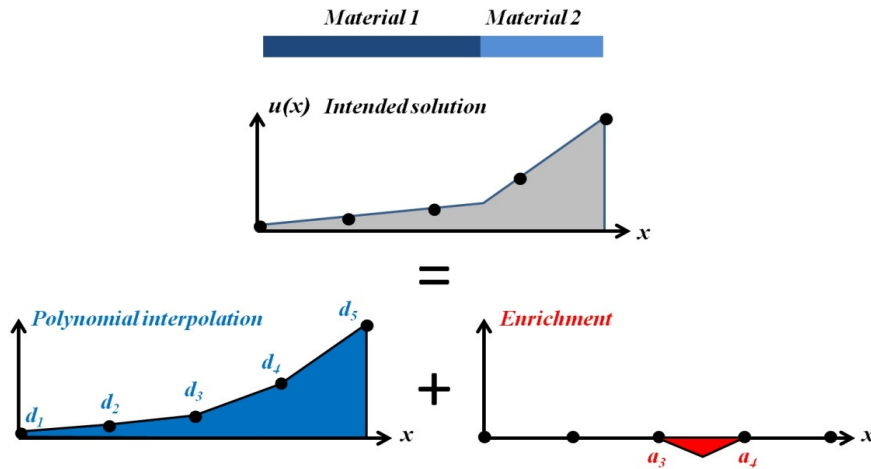 Material 1 Material 2
u(x) Intended solution
x
=
Polynomial interpolation
d5
d4
d3
d2
d1
x
+
Enrichment
a3
a4
x